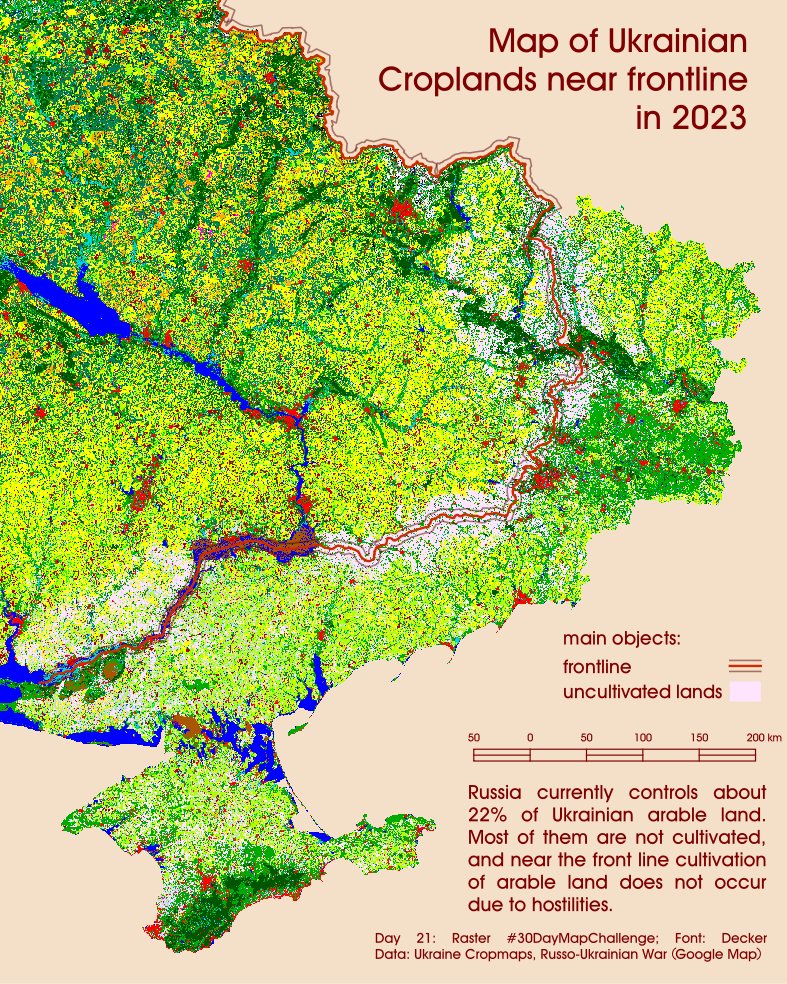 Map of Ukrainian
Croplands near frontline
in 2023
main objects:
frontline
uncultivated lands
50 0 50 100 150 200 km
Russia currently controls about
22% of Ukrainian arable land.
Most of them are not cultivated,
and near the front line cultivation
of arable land does not occur
due to hostilities.
Day 21: Raster #30DayMapChallenge; Font: Decker
Data: Ukraine Cropmaps, Russo-Ukrainian War (Google Map)